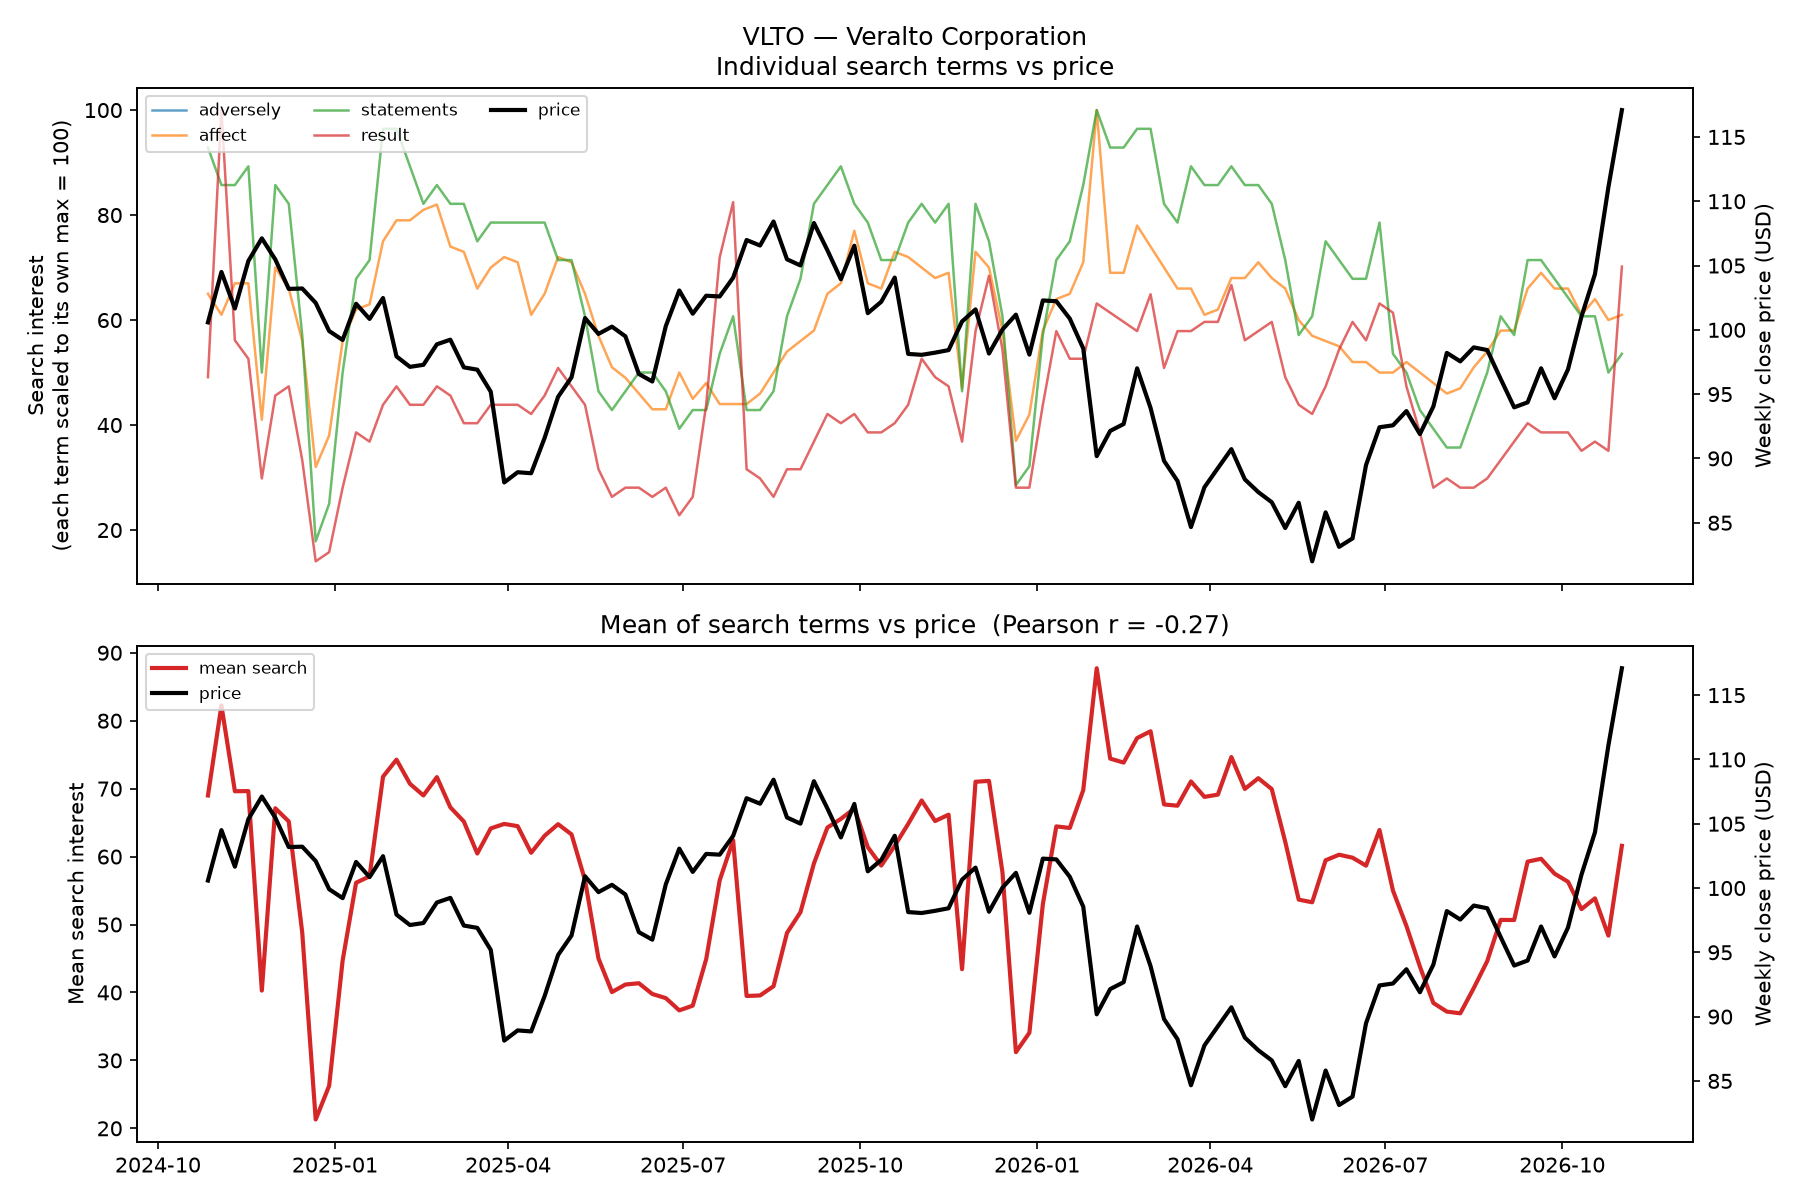 VLTO — Veralto Corporation
Individual search terms vs price
adversely
affect
statements
result
price
Search interest
(each term scaled to its own max = 100)
100
80
60
40
20
Weekly close price (USD)
115
110
105
100
95
90
85
Mean of search terms vs price (Pearson r = -0.27)
mean search
price
Mean search interest
90
80
70
60
50
40
30
20
Weekly close price (USD)
115
110
105
100
95
90
85
2024-10
2025-01
2025-04
2025-07
2025-10
2026-01
2026-04
2026-07
2026-10